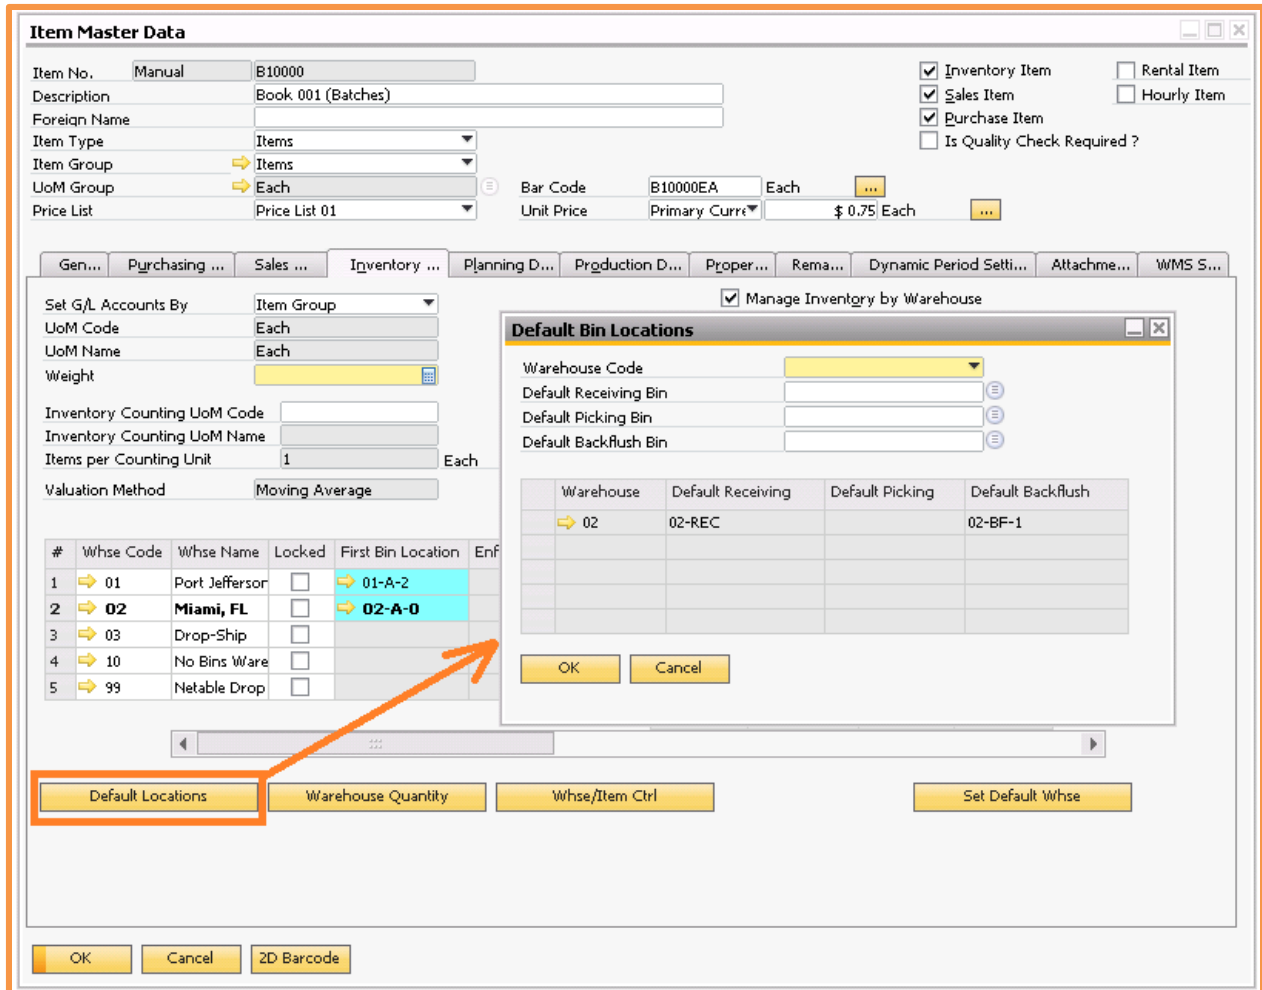 Item Master Data
Item No. Manual B10000
Inventory Item Rental Item
Description Book 001 (Batches)
Sales Item Hourly Item
Foreign Name
Purchase Item
Item Type Items
Is Quality Check Required ?
Item Group Items
UoM Group Each Bar Code B10000EA Each ...
Price List Price List 01 Unit Price Primary Curre $ 0.75 Each ...
Gen... Purchasing ... Sales ... Inventory ... Planning D... Production D... Proper... Rema... Dynamic Period Setti... Attachme... WMS S...
Set G/L Accounts By Item Group
Manage Inventory by Warehouse
UoM Code Each
UoM Name Each
Weight
Inventory Counting UoM Code
Inventory Counting UoM Name
Items per Counting Unit 1 Each
Valuation Method Moving Average
Default Bin Locations
Warehouse Code
Default Receiving Bin
Default Picking Bin
Default Backflush Bin
Warehouse Default Receiving Default Picking Default Backflush
02 02-REC 02-BF-1
OK Cancel
# Whse Code Whse Name Locked First Bin Location Enf
1 01 Port Jefferson 01-A-2
2 02 Miami, FL 02-A-0
3 03 Drop-Ship
4 10 No Bins Ware
5 99 Netable Drop
Default Locations Warehouse Quantity Whse/Item Ctrl Set Default Whse
OK Cancel 2D Barcode